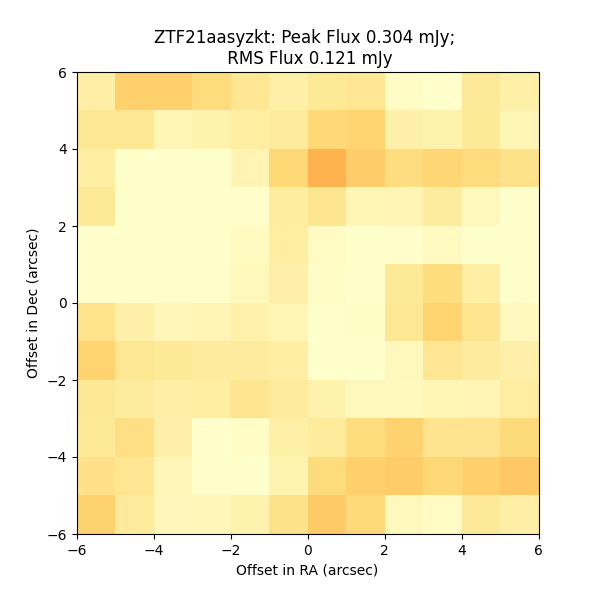 ZTF21aasyzkt: Peak Flux 0.304 mJy;
RMS Flux 0.121 mJy
6
4
2
0
−2
−4
−6
Offset in Dec (arcsec)
−6 −4 −2 0 2 4 6
Offset in RA (arcsec)